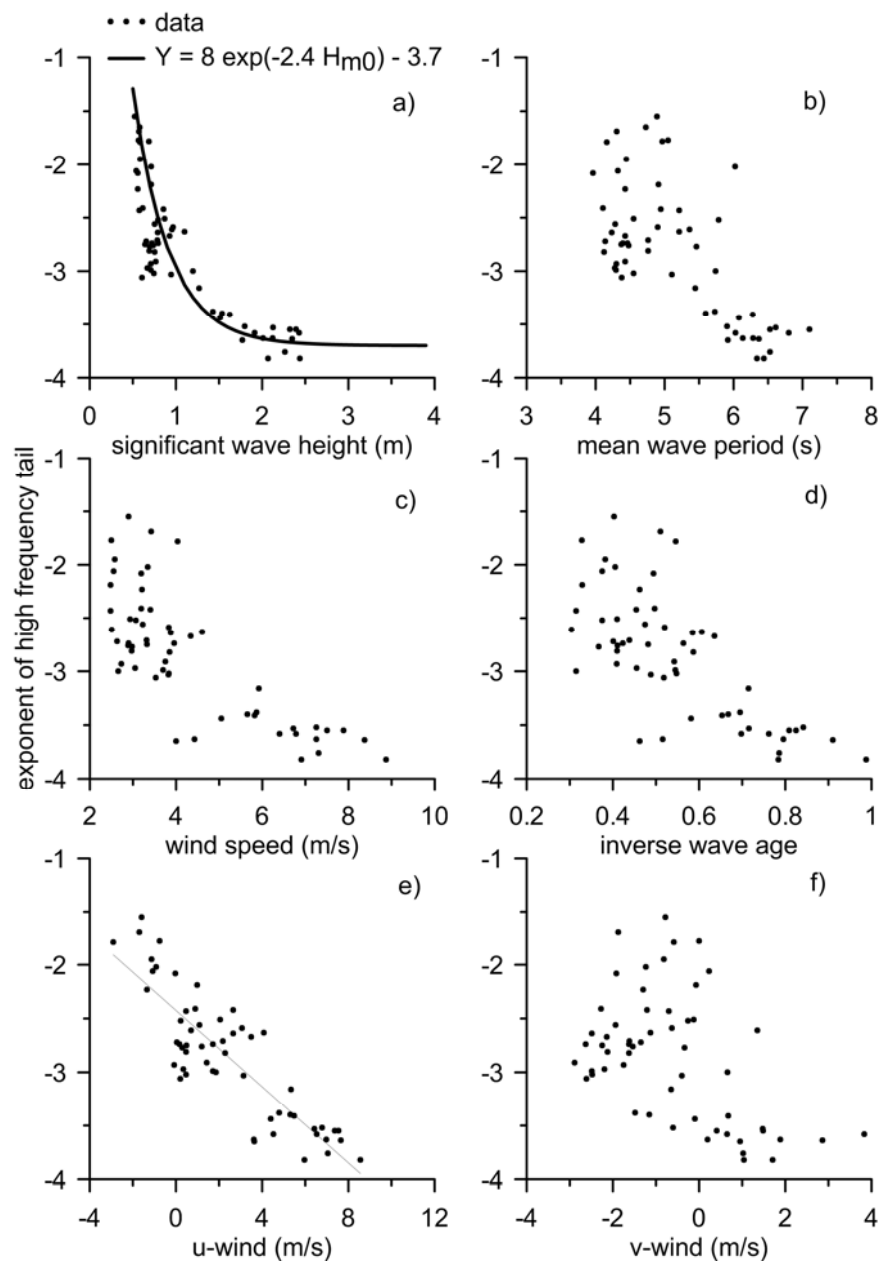 data
Y = 8 exp(-2.4 Hm0) - 3.7
-1
-2
-3
-4
a)
0 1 2 3 4
significant wave height (m)
-1
-2
-3
-4
b)
3 4 5 6 7 8
mean wave period (s)
exponent of high frequency tail
-1
-2
-3
-4
c)
2 4 6 8 10
wind speed (m/s)
-1
-2
-3
-4
d)
0.2 0.4 0.6 0.8 1
inverse wave age
-1
-2
-3
-4
e)
-4 0 4 8 12
u-wind (m/s)
-1
-2
-3
-4
f)
-4 -2 0 2 4
v-wind (m/s)